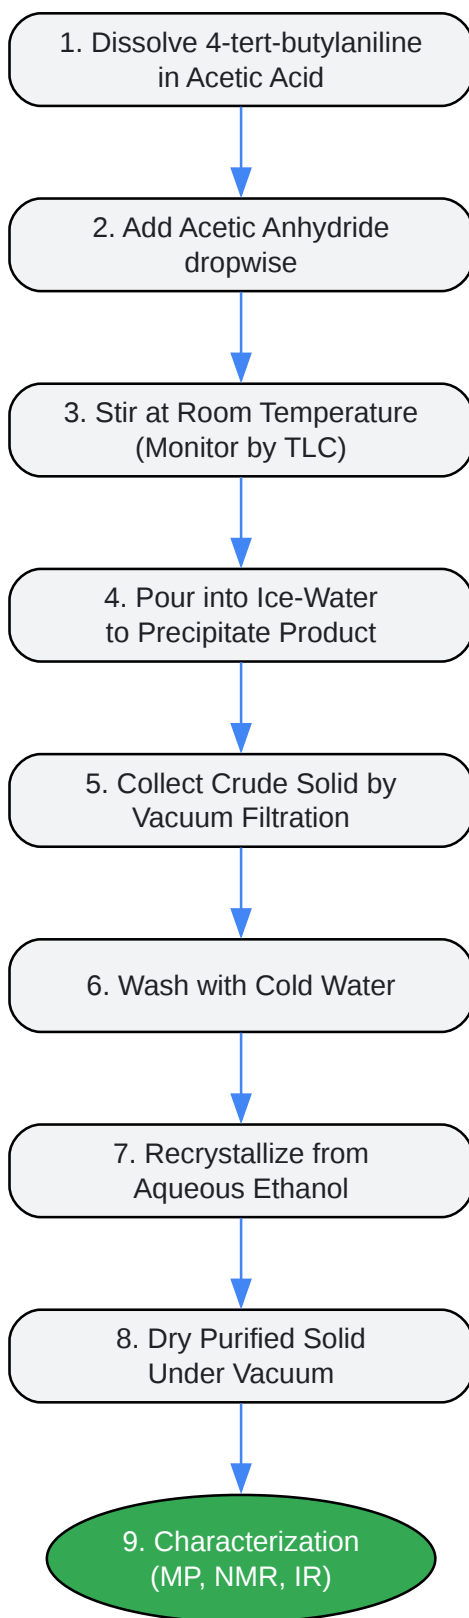 1. Dissolve 4-tert-butylaniline
in Acetic Acid
2. Add Acetic Anhydride
dropwise
3. Stir at Room Temperature
(Monitor by TLC)
4. Pour into Ice-Water
to Precipitate Product
5. Collect Crude Solid by
Vacuum Filtration
6. Wash with Cold Water
7. Recrystallize from
Aqueous Ethanol
8. Dry Purified Solid
Under Vacuum
9. Characterization
(MP, NMR, IR)